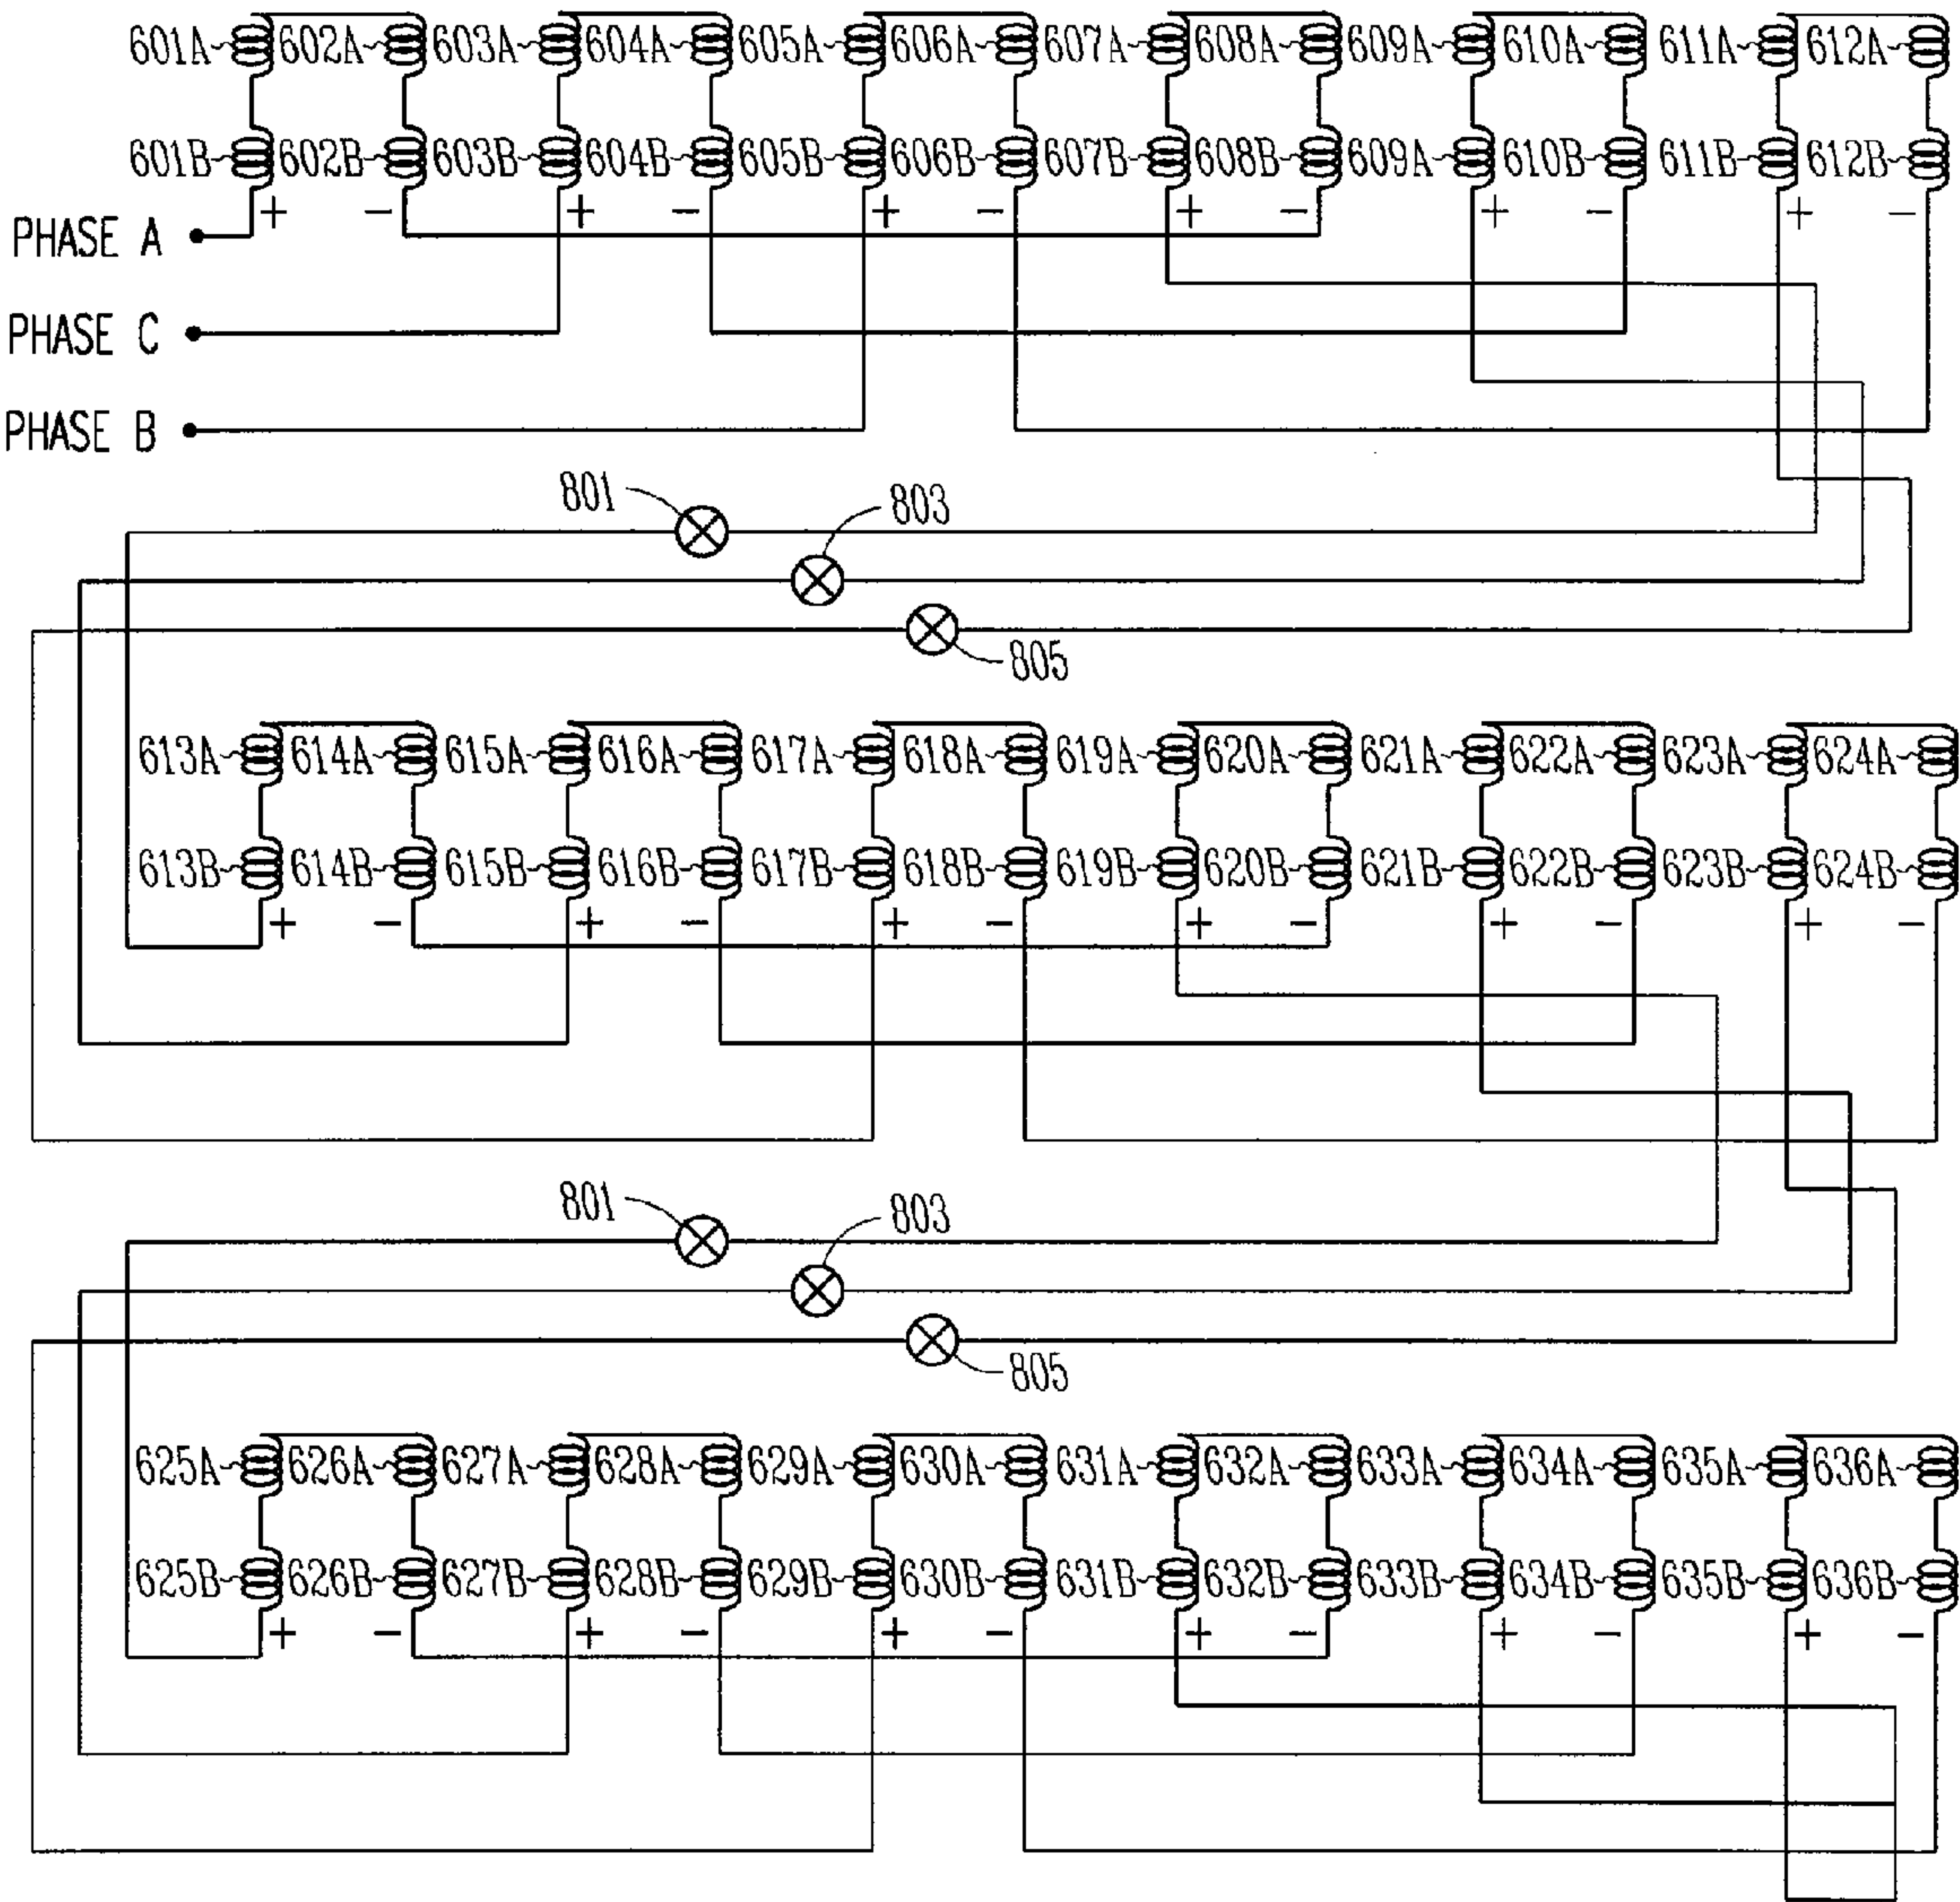 601A 602A 603A 604A 605A 606A 607A 608A 609A 610A 611A 612A
601B 602B 603B 604B 605B 606B 607B 608B 609A 610B 611B 612B
+ − + − + − + − + − + −
PHASE A
PHASE C
PHASE B
801 803
805
613A 614A 615A 616A 617A 618A 619A 620A 621A 622A 623A 624A
613B 614B 615B 616B 617B 618B 619B 620B 621B 622B 623B 624B
+ − + − + − + − + − + −
801 803
805
625A 626A 627A 628A 629A 630A 631A 632A 633A 634A 635A 636A
625B 626B 627B 628B 629B 630B 631B 632B 633B 634B 635B 636B
+ − + − + − + − + − + −